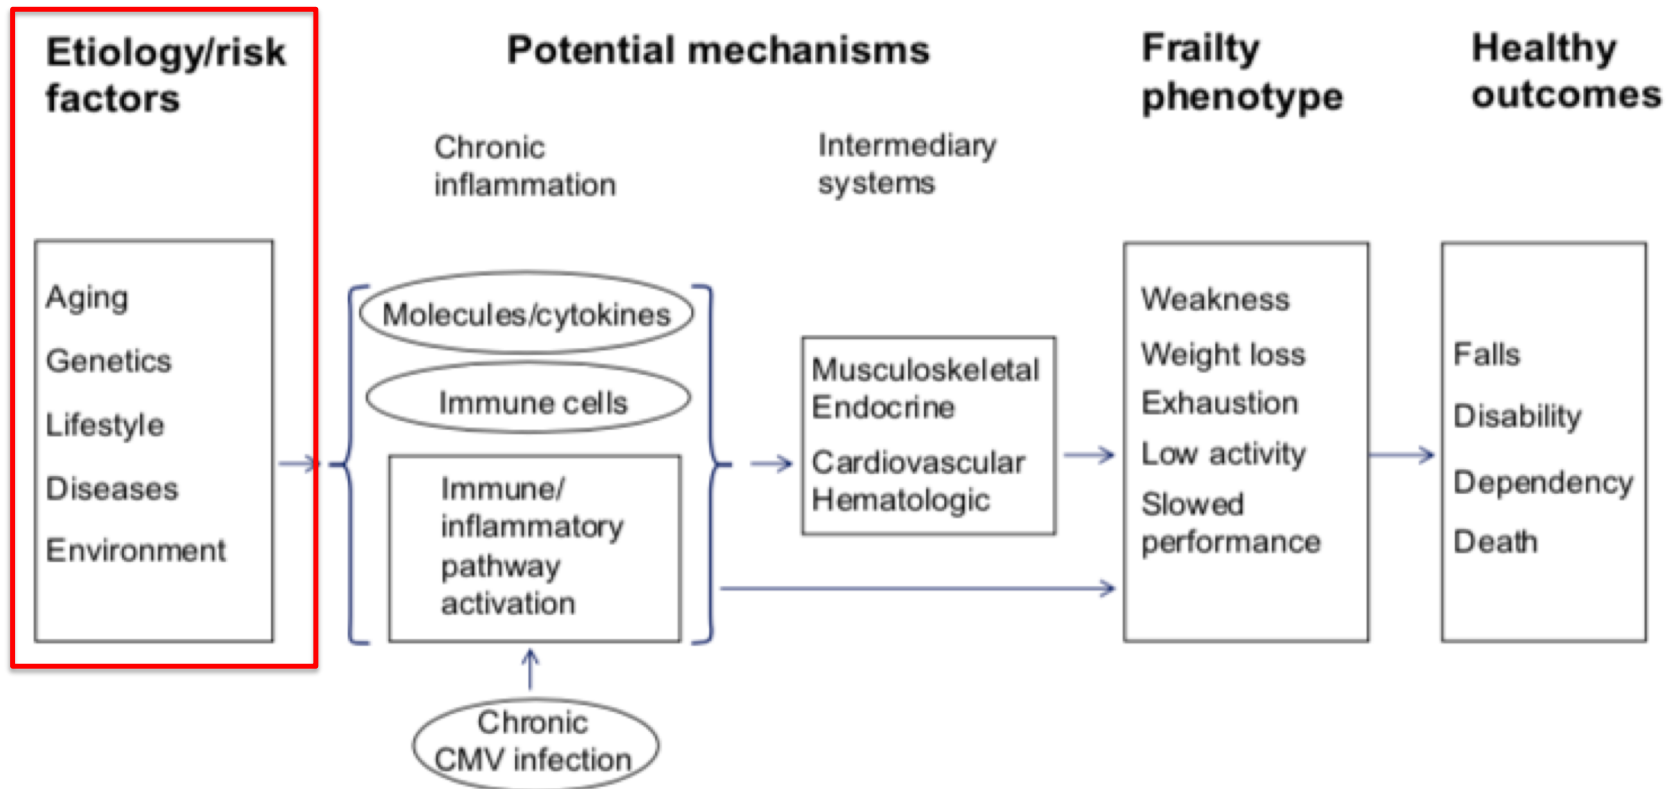 Etiology/risk
factors
Potential mechanisms
Frailty
phenotype
Healthy
outcomes
Chronic
inflammation
Intermediary
systems
Aging
Genetics
Lifestyle
Diseases
Environment
Molecules/cytokines
Immune cells
Immune/
inflammatory
pathway
activation
Chronic
CMV infection
Musculoskeletal
Endocrine
Cardiovascular
Hematologic
Weakness
Weight loss
Exhaustion
Low activity
Slowed
performance
Falls
Disability
Dependency
Death